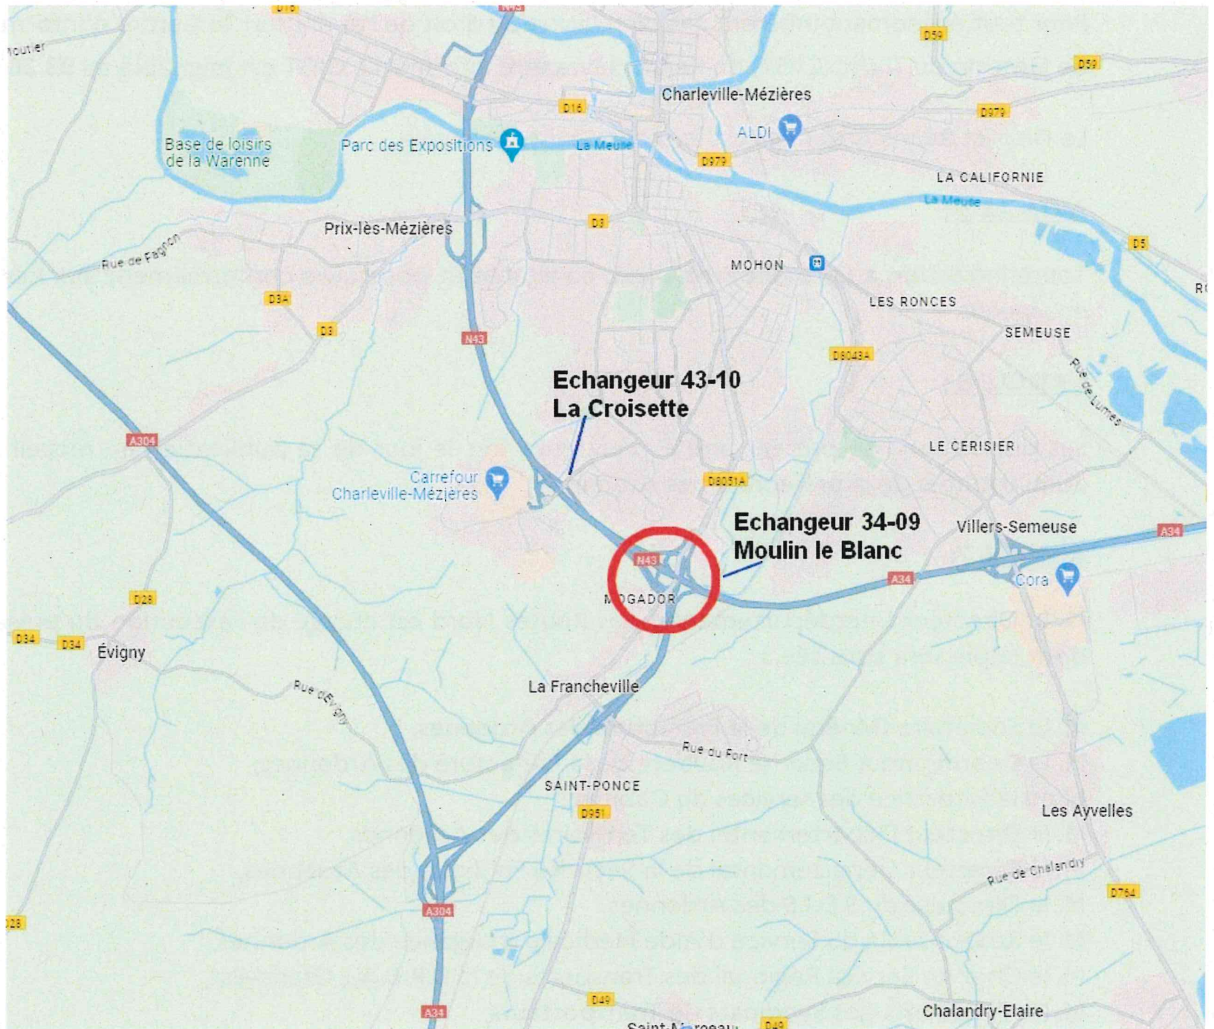 D16
N43
D59
D59
Moutier
Charleville-Mézières
D16
D979
ALDI
Base de loisirs
de la Warenne
Parc des Expositions
La Meuse
D979
LA CALIFORNIE
La Meuse
Prix-lès-Mézières
D3
D5
Rue de Fagnon
MOHON
D3A
LES RONCES
D3
SEMEUSE
N43
D8043A
Rue de Lumes
Echangeur 43-10
La Croisette
A304
LE CERISIER
Carrefour
Charleville-Mézières
D8051A
Echangeur 34-09
Moulin le Blanc
Villers-Semeuse
A34
N43
A34
Cora
MOGADOR
D28
D34
D34
Évigny
La Francheville
Rue d'Evigny
Rue du Fort
SAINT-PONCE
D951
Les Ayvelles
Rue de Chalandry
D764
A304
D28
D49
A34
Chalandry-Elaire
Saint-Marceau
D49